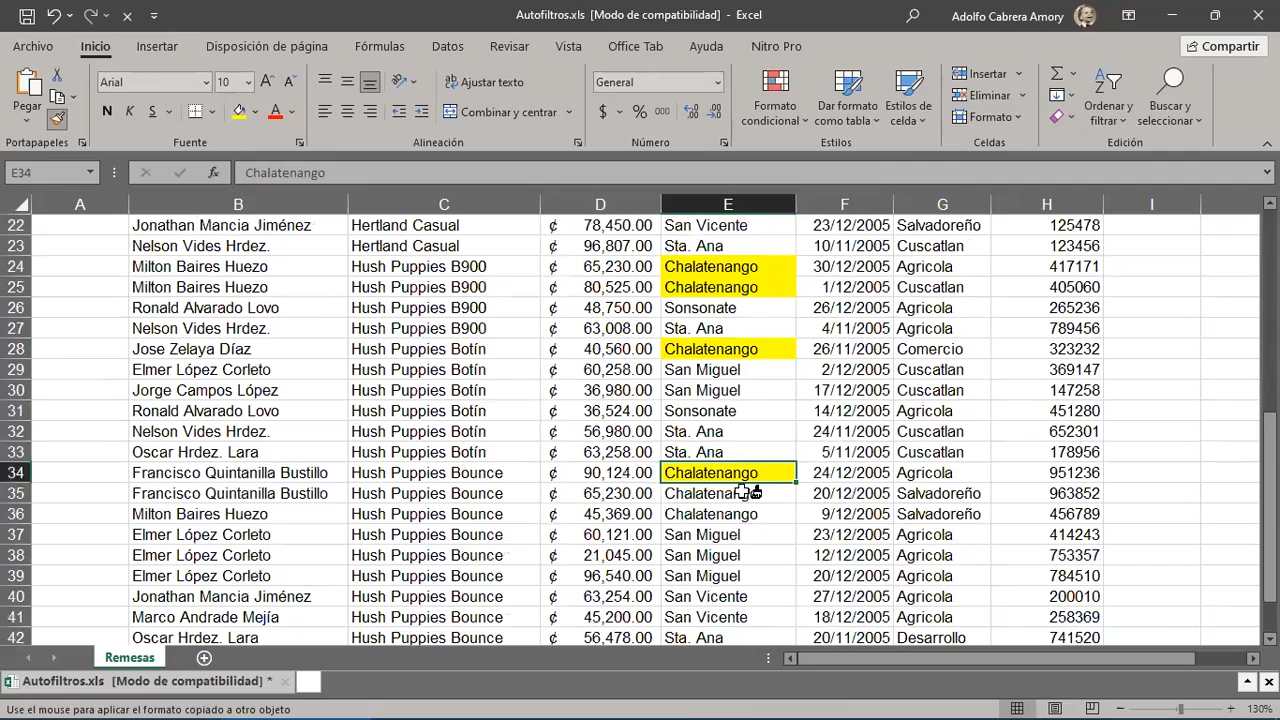 Autofiltros.xls [Modo de compatibilidad] - Excel
Adolfo Cabrera Amory
Archivo Inicio Insertar Disposición de página Fórmulas Datos Revisar Vista Office Tab Ayuda Nitro Pro
Compartir
Pegar
Arial 10
N K S
Ajustar texto
Combinar y centrar
General
$ % 000
Formato condicional
Dar formato como tabla
Estilos de celda
Insertar
Eliminar
Formato
Ordenar y filtrar
Buscar y seleccionar
Portapapeles Fuente Alineación Número Estilos Celdas Edición
E34 fx Chalatenango
A B C D E F G H I
22 Jonathan Mancia Jiménez Hertland Casual ₡ 78,450.00 San Vicente 23/12/2005 Salvadoreño 125478
23 Nelson Vides Hrdez. Hertland Casual ₡ 96,807.00 Sta. Ana 10/11/2005 Cuscatlan 123456
24 Milton Baires Huezo Hush Puppies B900 ₡ 65,230.00 Chalatenango 30/12/2005 Agricola 417171
25 Milton Baires Huezo Hush Puppies B900 ₡ 80,525.00 Chalatenango 1/12/2005 Cuscatlan 405060
26 Ronald Alvarado Lovo Hush Puppies B900 ₡ 48,750.00 Sonsonate 26/12/2005 Agricola 265236
27 Nelson Vides Hrdez. Hush Puppies B900 ₡ 63,008.00 Sta. Ana 4/11/2005 Cuscatlan 789456
28 Jose Zelaya Díaz Hush Puppies Botín ₡ 40,560.00 Chalatenango 26/11/2005 Comercio 323232
29 Elmer López Corleto Hush Puppies Botín ₡ 60,258.00 San Miguel 2/12/2005 Cuscatlan 369147
30 Jorge Campos López Hush Puppies Botín ₡ 36,980.00 San Miguel 17/12/2005 Cuscatlan 147258
31 Ronald Alvarado Lovo Hush Puppies Botín ₡ 36,524.00 Sonsonate 14/12/2005 Agricola 451280
32 Nelson Vides Hrdez. Hush Puppies Botín ₡ 56,980.00 Sta. Ana 24/11/2005 Cuscatlan 652301
33 Oscar Hrdez. Lara Hush Puppies Botín ₡ 63,258.00 Sta. Ana 5/11/2005 Cuscatlan 178956
34 Francisco Quintanilla Bustillo Hush Puppies Bounce ₡ 90,124.00 Chalatenango 24/12/2005 Agricola 951236
35 Francisco Quintanilla Bustillo Hush Puppies Bounce ₡ 65,230.00 Chalatenango 20/12/2005 Salvadoreño 963852
36 Milton Baires Huezo Hush Puppies Bounce ₡ 45,369.00 Chalatenango 9/12/2005 Salvadoreño 456789
37 Elmer López Corleto Hush Puppies Bounce ₡ 60,121.00 San Miguel 23/12/2005 Agricola 414243
38 Elmer López Corleto Hush Puppies Bounce ₡ 21,045.00 San Miguel 12/12/2005 Agricola 753357
39 Elmer López Corleto Hush Puppies Bounce ₡ 96,540.00 San Miguel 20/12/2005 Agricola 784510
40 Jonathan Mancia Jiménez Hush Puppies Bounce ₡ 63,254.00 San Vicente 27/12/2005 Agricola 200010
41 Marco Andrade Mejía Hush Puppies Bounce ₡ 45,200.00 San Vicente 18/12/2005 Agricola 258369
42 Oscar Hrdez. Lara Hush Puppies Bounce ₡ 56,478.00 Sta. Ana 20/11/2005 Desarrollo 741520
Remesas
Autofiltros.xls [Modo de compatibilidad] *
Use el mouse para aplicar el formato copiado a otro objeto
130%